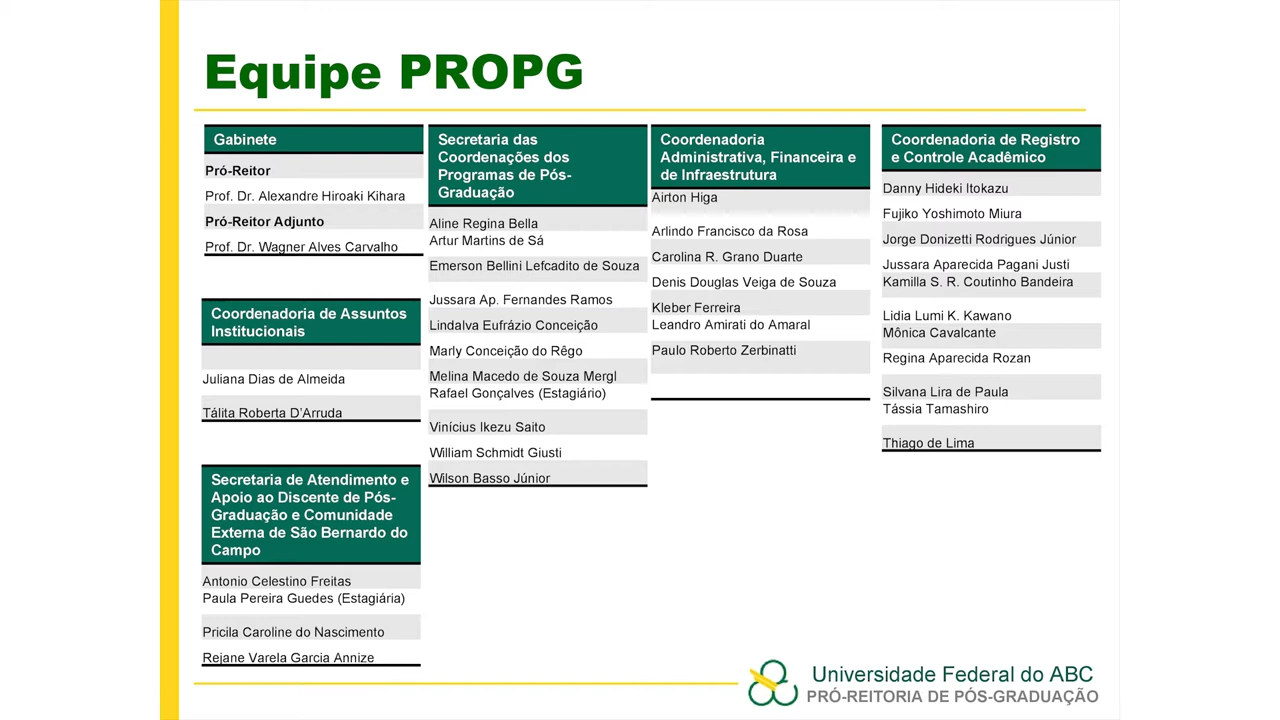 Equipe PROPG
Gabinete
Pró-Reitor
Prof. Dr. Alexandre Hiroaki Kihara
Pró-Reitor Adjunto
Prof. Dr. Wagner Alves Carvalho
Coordenadoria de Assuntos
Institucionais
Juliana Dias de Almeida
Tálita Roberta D'Arruda
Secretaria de Atendimento e
Apoio ao Discente de Pós-
Graduação e Comunidade
Externa de São Bernardo do
Campo
Antonio Celestino Freitas
Paula Pereira Guedes (Estagiária)
Pricila Caroline do Nascimento
Rejane Varela Garcia Annize
Secretaria das
Coordenações dos
Programas de Pós-
Graduação
Aline Regina Bella
Artur Martins de Sá
Emerson Bellini Lefcadito de Souza
Jussara Ap. Fernandes Ramos
Lindalva Eufrázio Conceição
Marly Conceição do Rêgo
Melina Macedo de Souza Mergl
Rafael Gonçalves (Estagiário)
Vinícius Ikezu Saito
William Schmidt Giusti
Wilson Basso Júnior
Coordenadoria
Administrativa, Financeira e
de Infraestrutura
Airton Higa
Arlindo Francisco da Rosa
Carolina R. Grano Duarte
Denis Douglas Veiga de Souza
Kleber Ferreira
Leandro Amirati do Amaral
Paulo Roberto Zerbinatti
Coordenadoria de Registro
e Controle Acadêmico
Danny Hideki Itokazu
Fujiko Yoshimoto Miura
Jorge Donizetti Rodrigues Júnior
Jussara Aparecida Pagani Justi
Kamilla S. R. Coutinho Bandeira
Lidia Lumi K. Kawano
Mônica Cavalcante
Regina Aparecida Rozan
Silvana Lira de Paula
Tássia Tamashiro
Thiago de Lima
Universidade Federal do ABC
PRÓ-REITORIA DE PÓS-GRADUAÇÃO